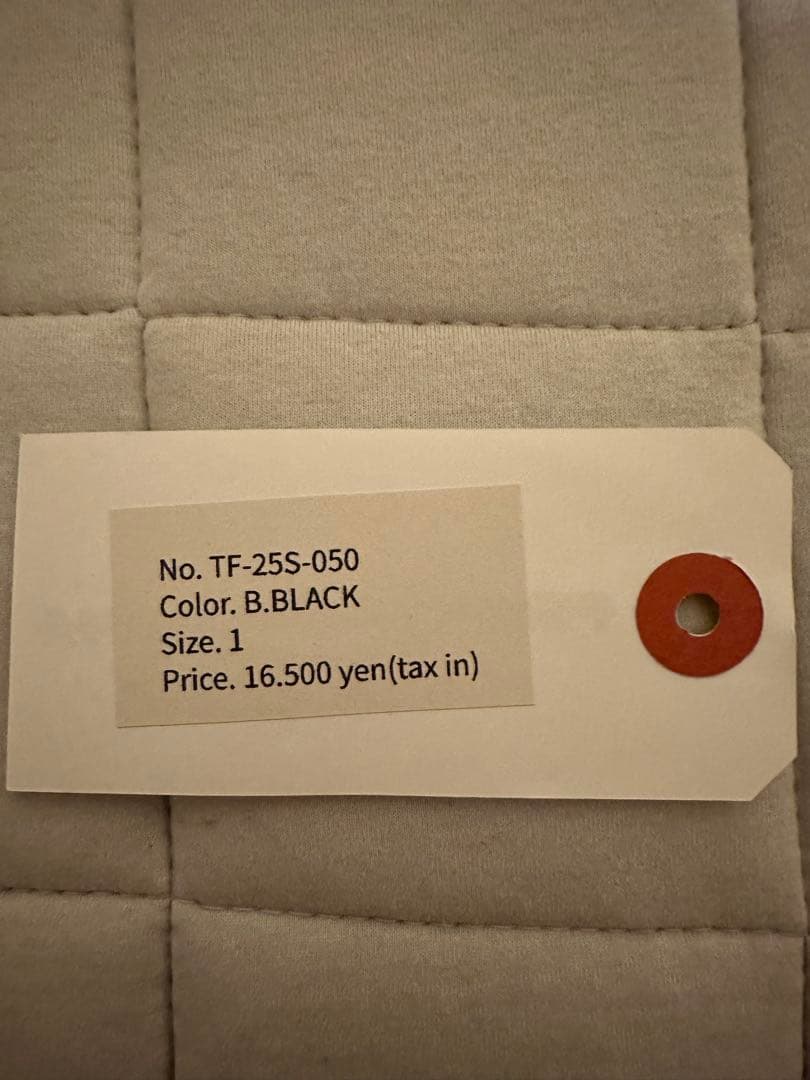 No. TF-25S-050
Color. B.BLACK
Size. 1
Price. 16.500 yen(tax in)